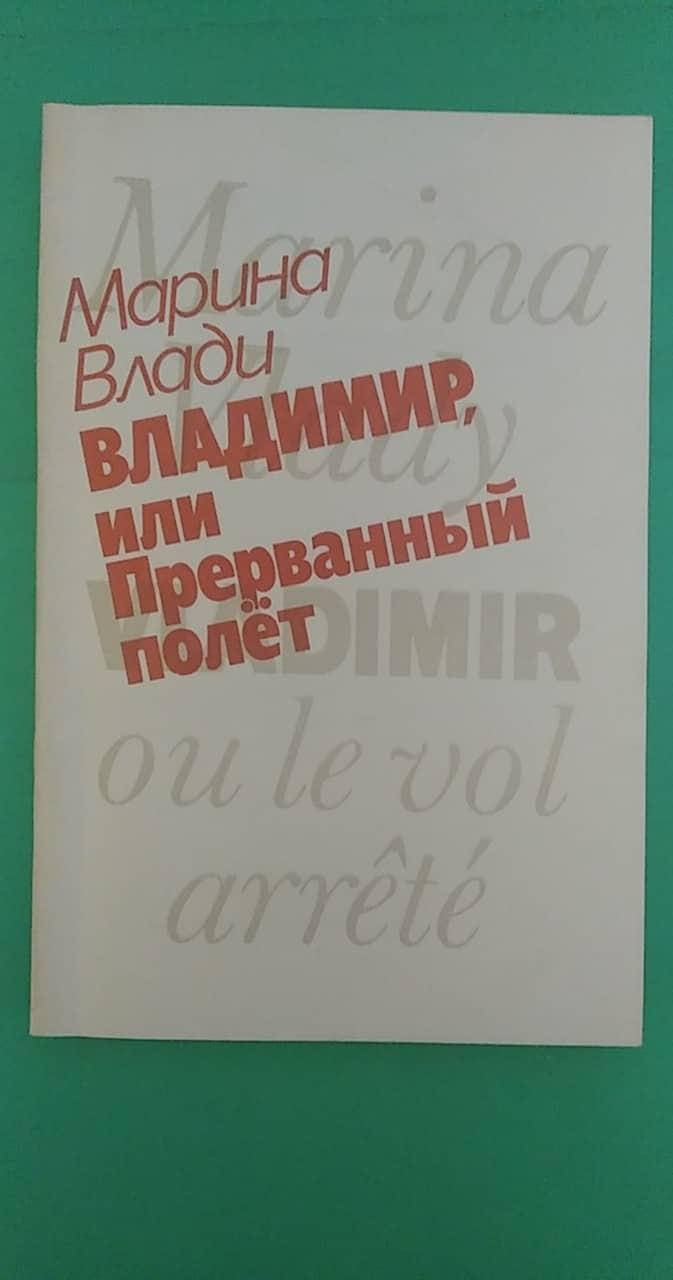 Marina
Vlady
VLADIMIR
ou le vol
arrêté
Марина
Влади
ВЛАДИМИР,
или
Прерванный
полёт